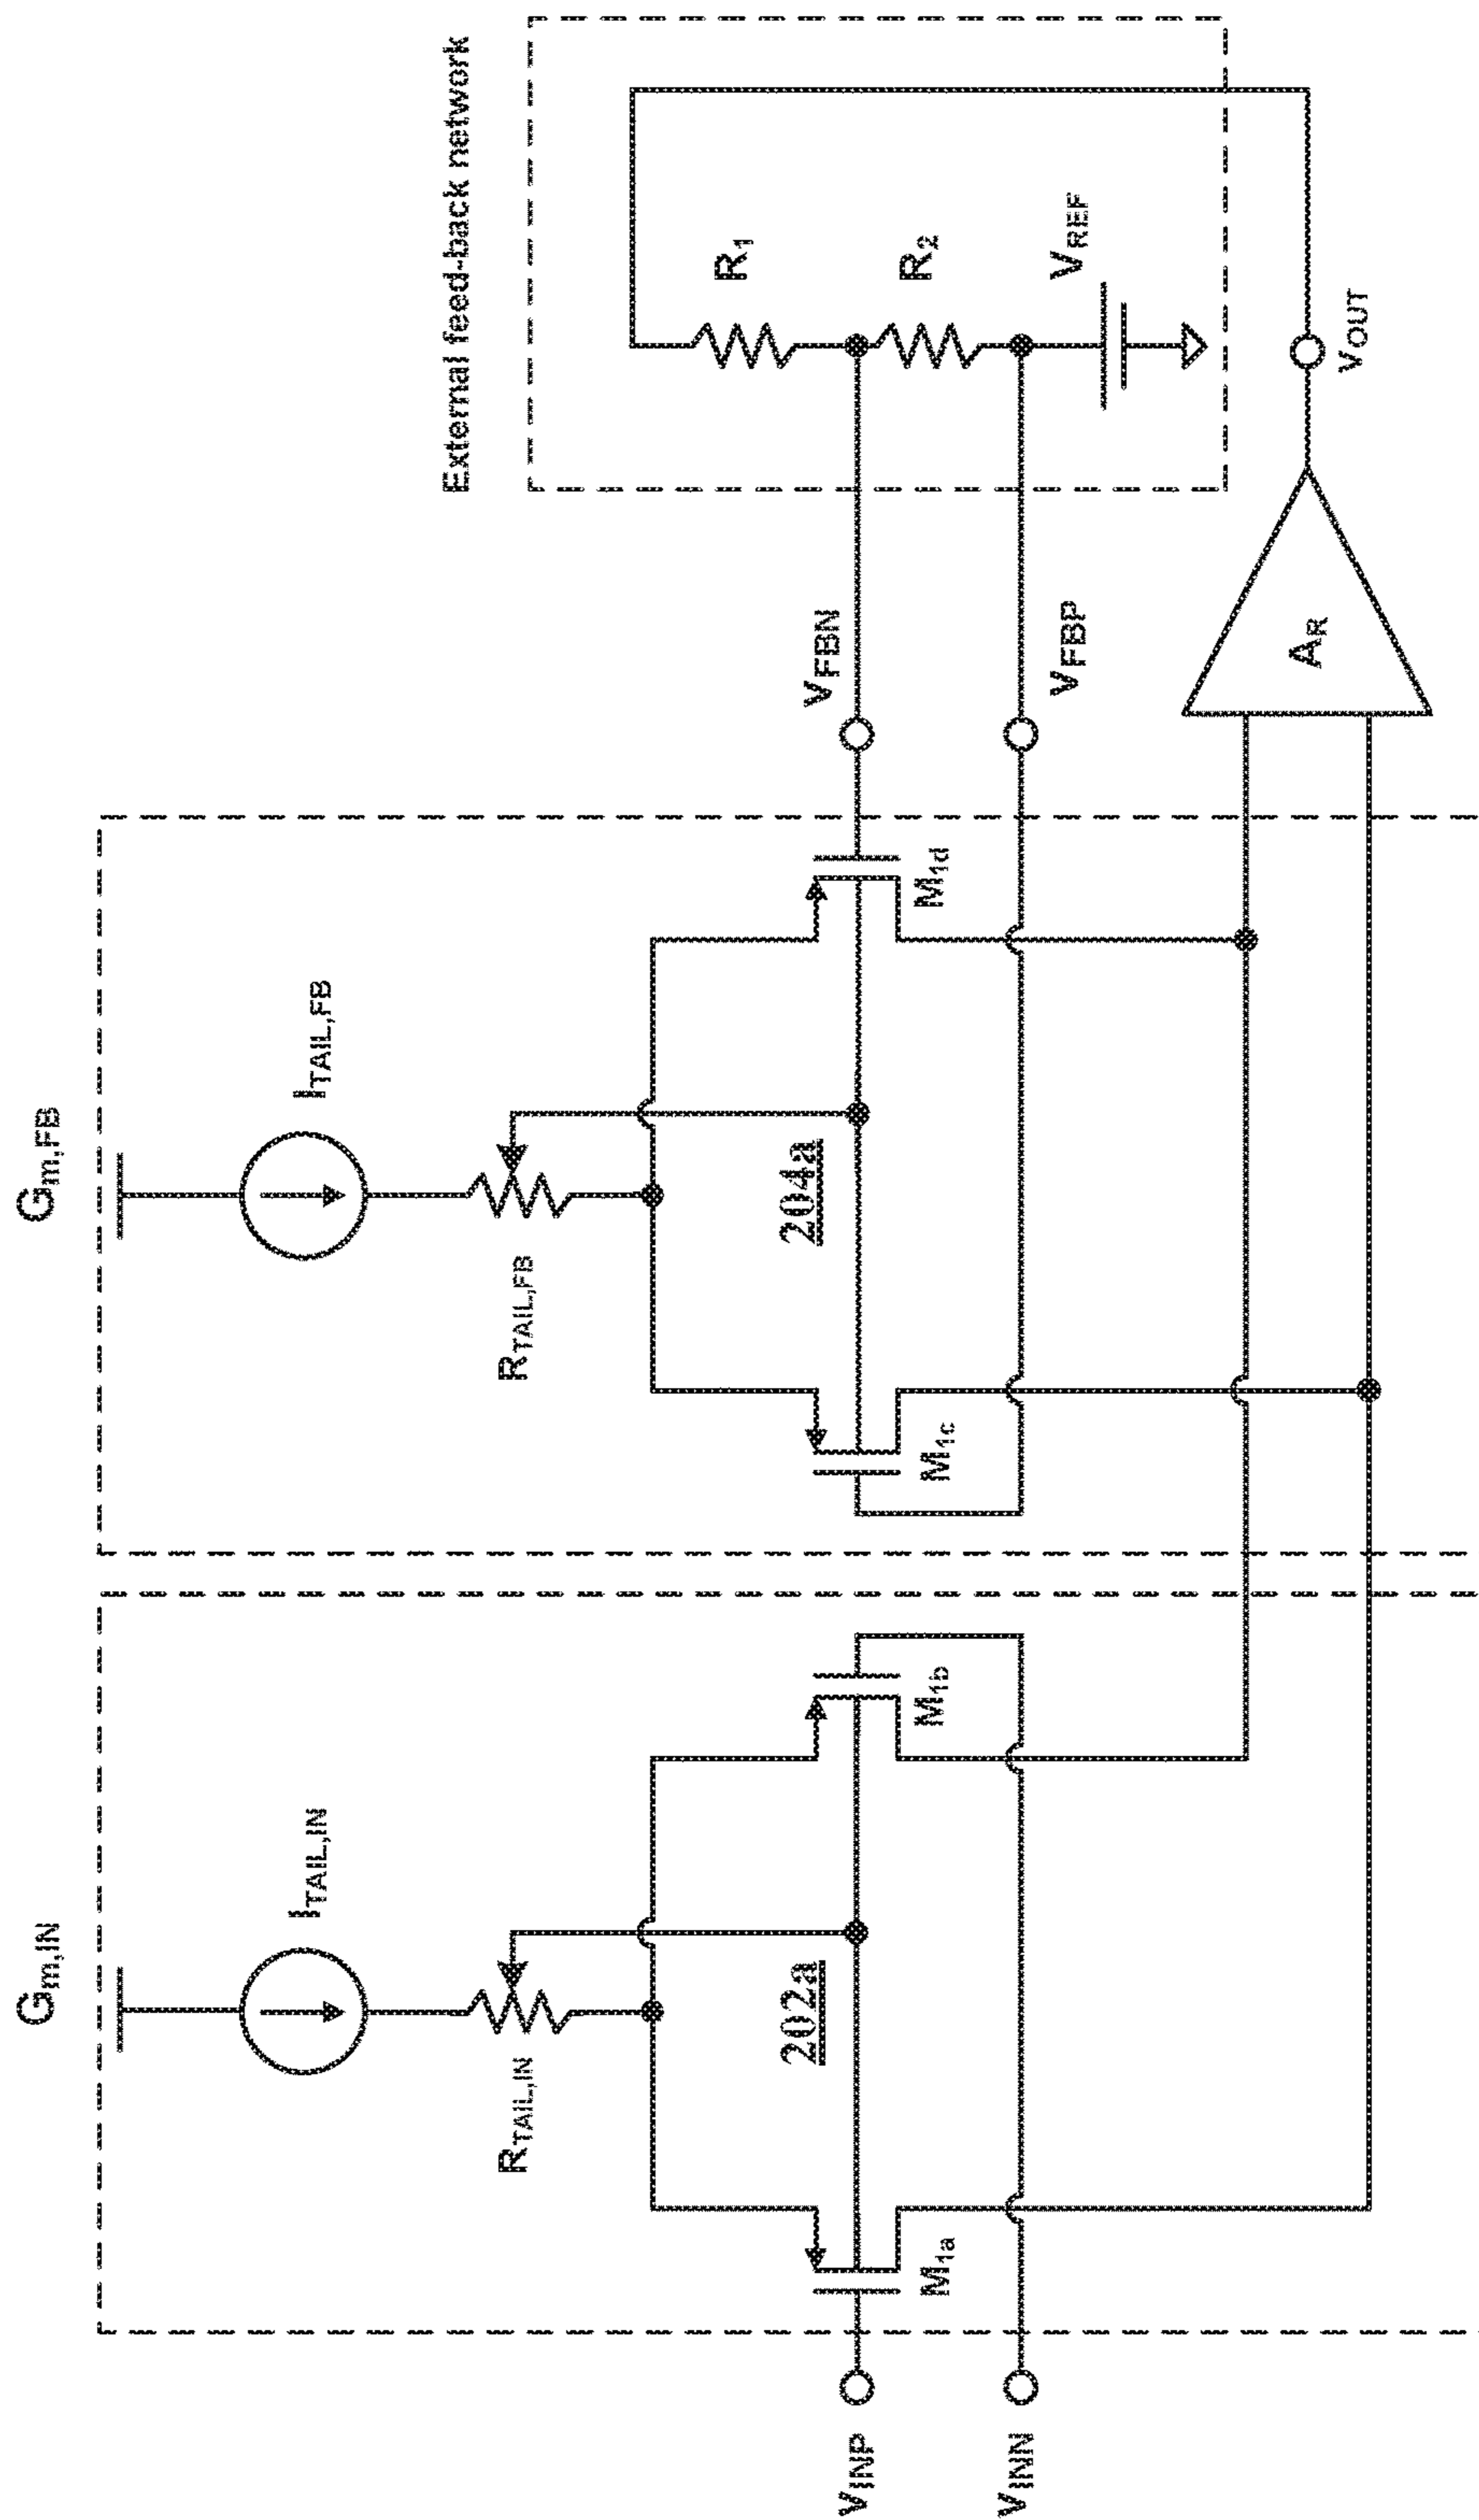 Gm,IN
Gm,FB
ITAIL,IN
ITAIL,FB
External feed-back network
RTAIL,IN
RTAIL,FB
202a
204a
R1
VINP
VFBN
M1a
M1b
M1c
M1d
R2
VINN
VFBP
VREF
AR
VOUT